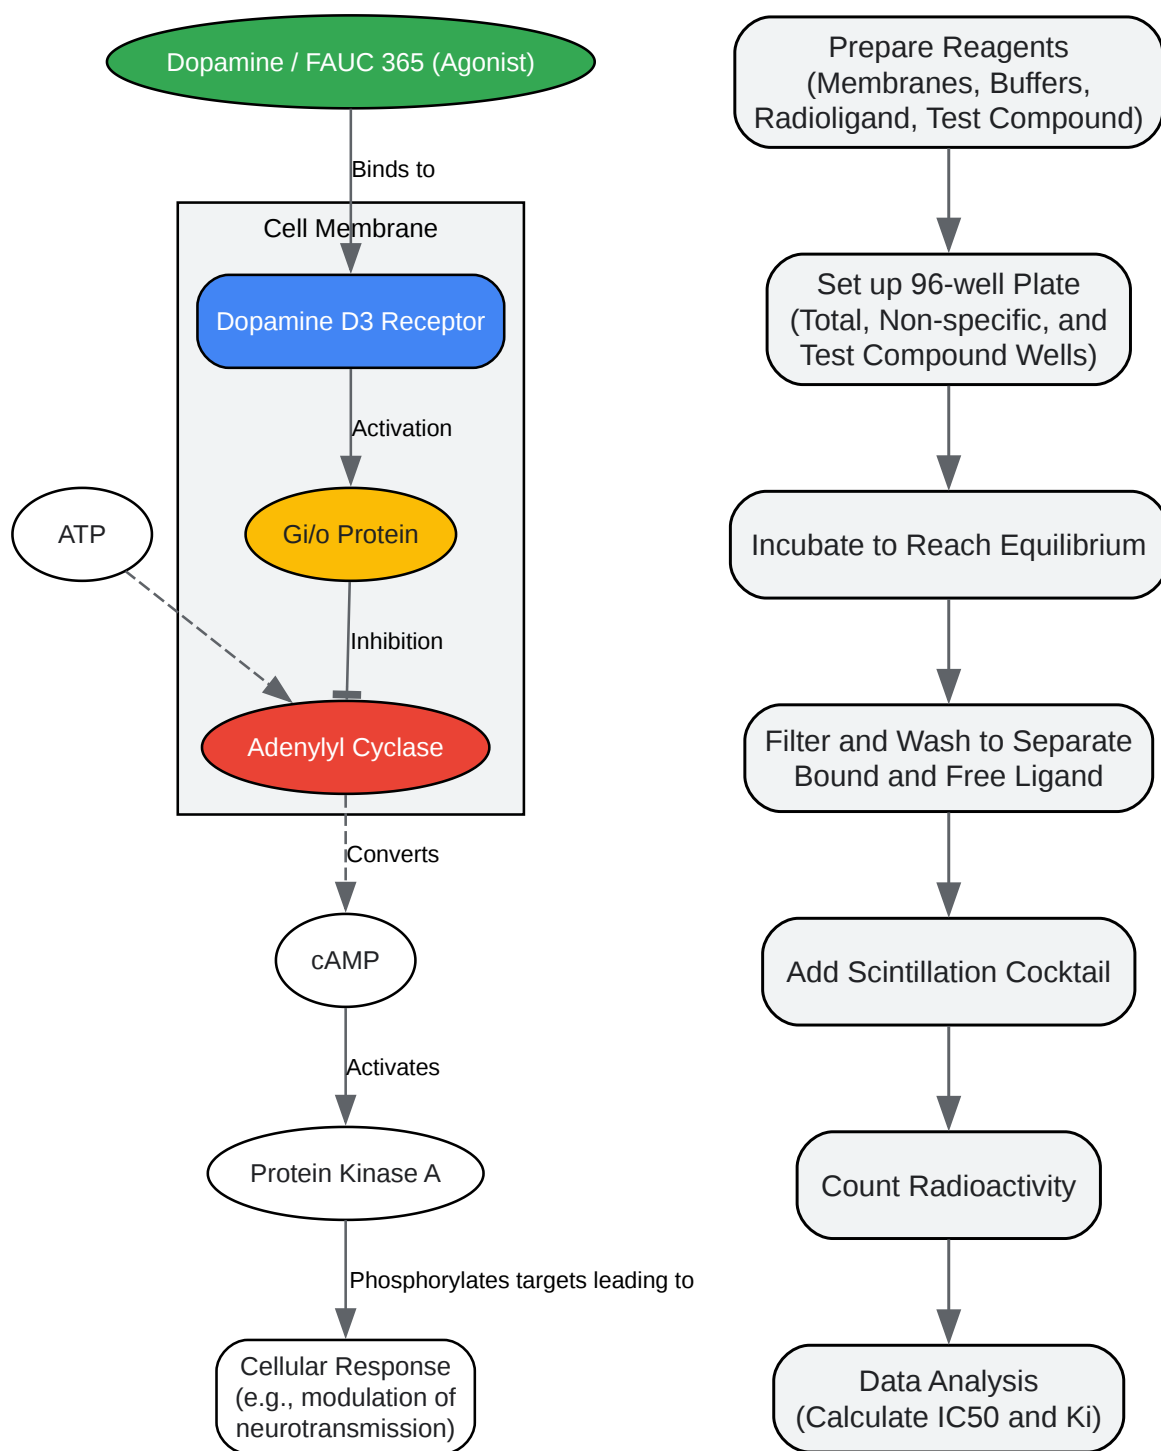 Dopamine / FAUC 365 (Agonist)
Binds to
Cell Membrane
Dopamine D3 Receptor
Activation
ATP
Gi/o Protein
Inhibition
Adenylyl Cyclase
Converts
cAMP
Activates
Protein Kinase A
Phosphorylates targets leading to
Cellular Response
(e.g., modulation of
neurotransmission)
Prepare Reagents
(Membranes, Buffers,
Radioligand, Test Compound)
Set up 96-well Plate
(Total, Non-specific, and
Test Compound Wells)
Incubate to Reach Equilibrium
Filter and Wash to Separate
Bound and Free Ligand
Add Scintillation Cocktail
Count Radioactivity
Data Analysis
(Calculate IC50 and Ki)